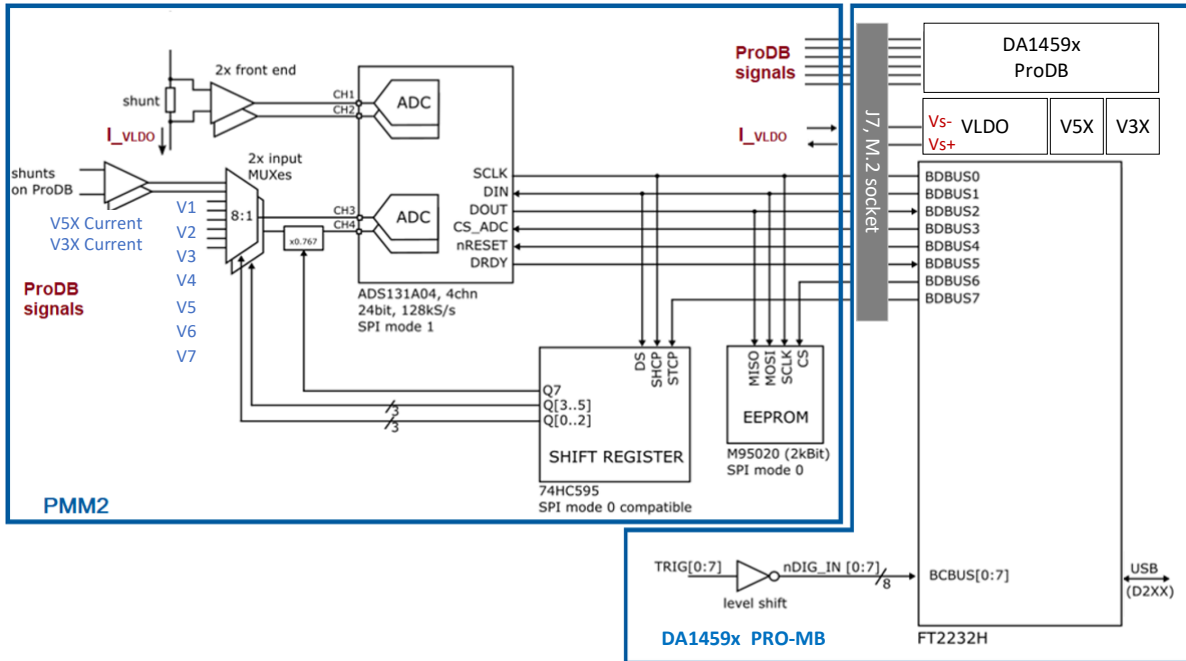 2x front end
shunt
I_VLDO
shunts
on ProDB
2x input
MUXes
V5X Current
V3X Current
ProDB
signals
V1
V2
V3
V4
V5
V6
V7
8:1
x0.767
CH1
CH2
ADC
CH3
CH4
ADC
SCLK
DIN
DOUT
CS_ADC
nRESET
DRDY
ADS131A04, 4chn
24bit, 128kS/s
SPI mode 1
Q7
Q[3..5]
Q[0..2]
3
3
DS
SHCP
STCP
SHIFT REGISTER
74HC595
SPI mode 0 compatible
MISO
MOSI
SCLK
CS
EEPROM
M95020 (2kBit)
SPI mode 0
PMM2
ProDB
signals
I_VLDO
J7, M.2 socket
DA1459x
ProDB
Vs-
Vs+
VLDO
V5X
V3X
BDBUS0
BDBUS1
BDBUS2
BDBUS3
BDBUS4
BDBUS5
BDBUS6
BDBUS7
TRIG[0:7]
nDIG_IN [0:7]
8
level shift
BCBUS[0:7]
USB
(D2XX)
FT2232H
DA1459x PRO-MB